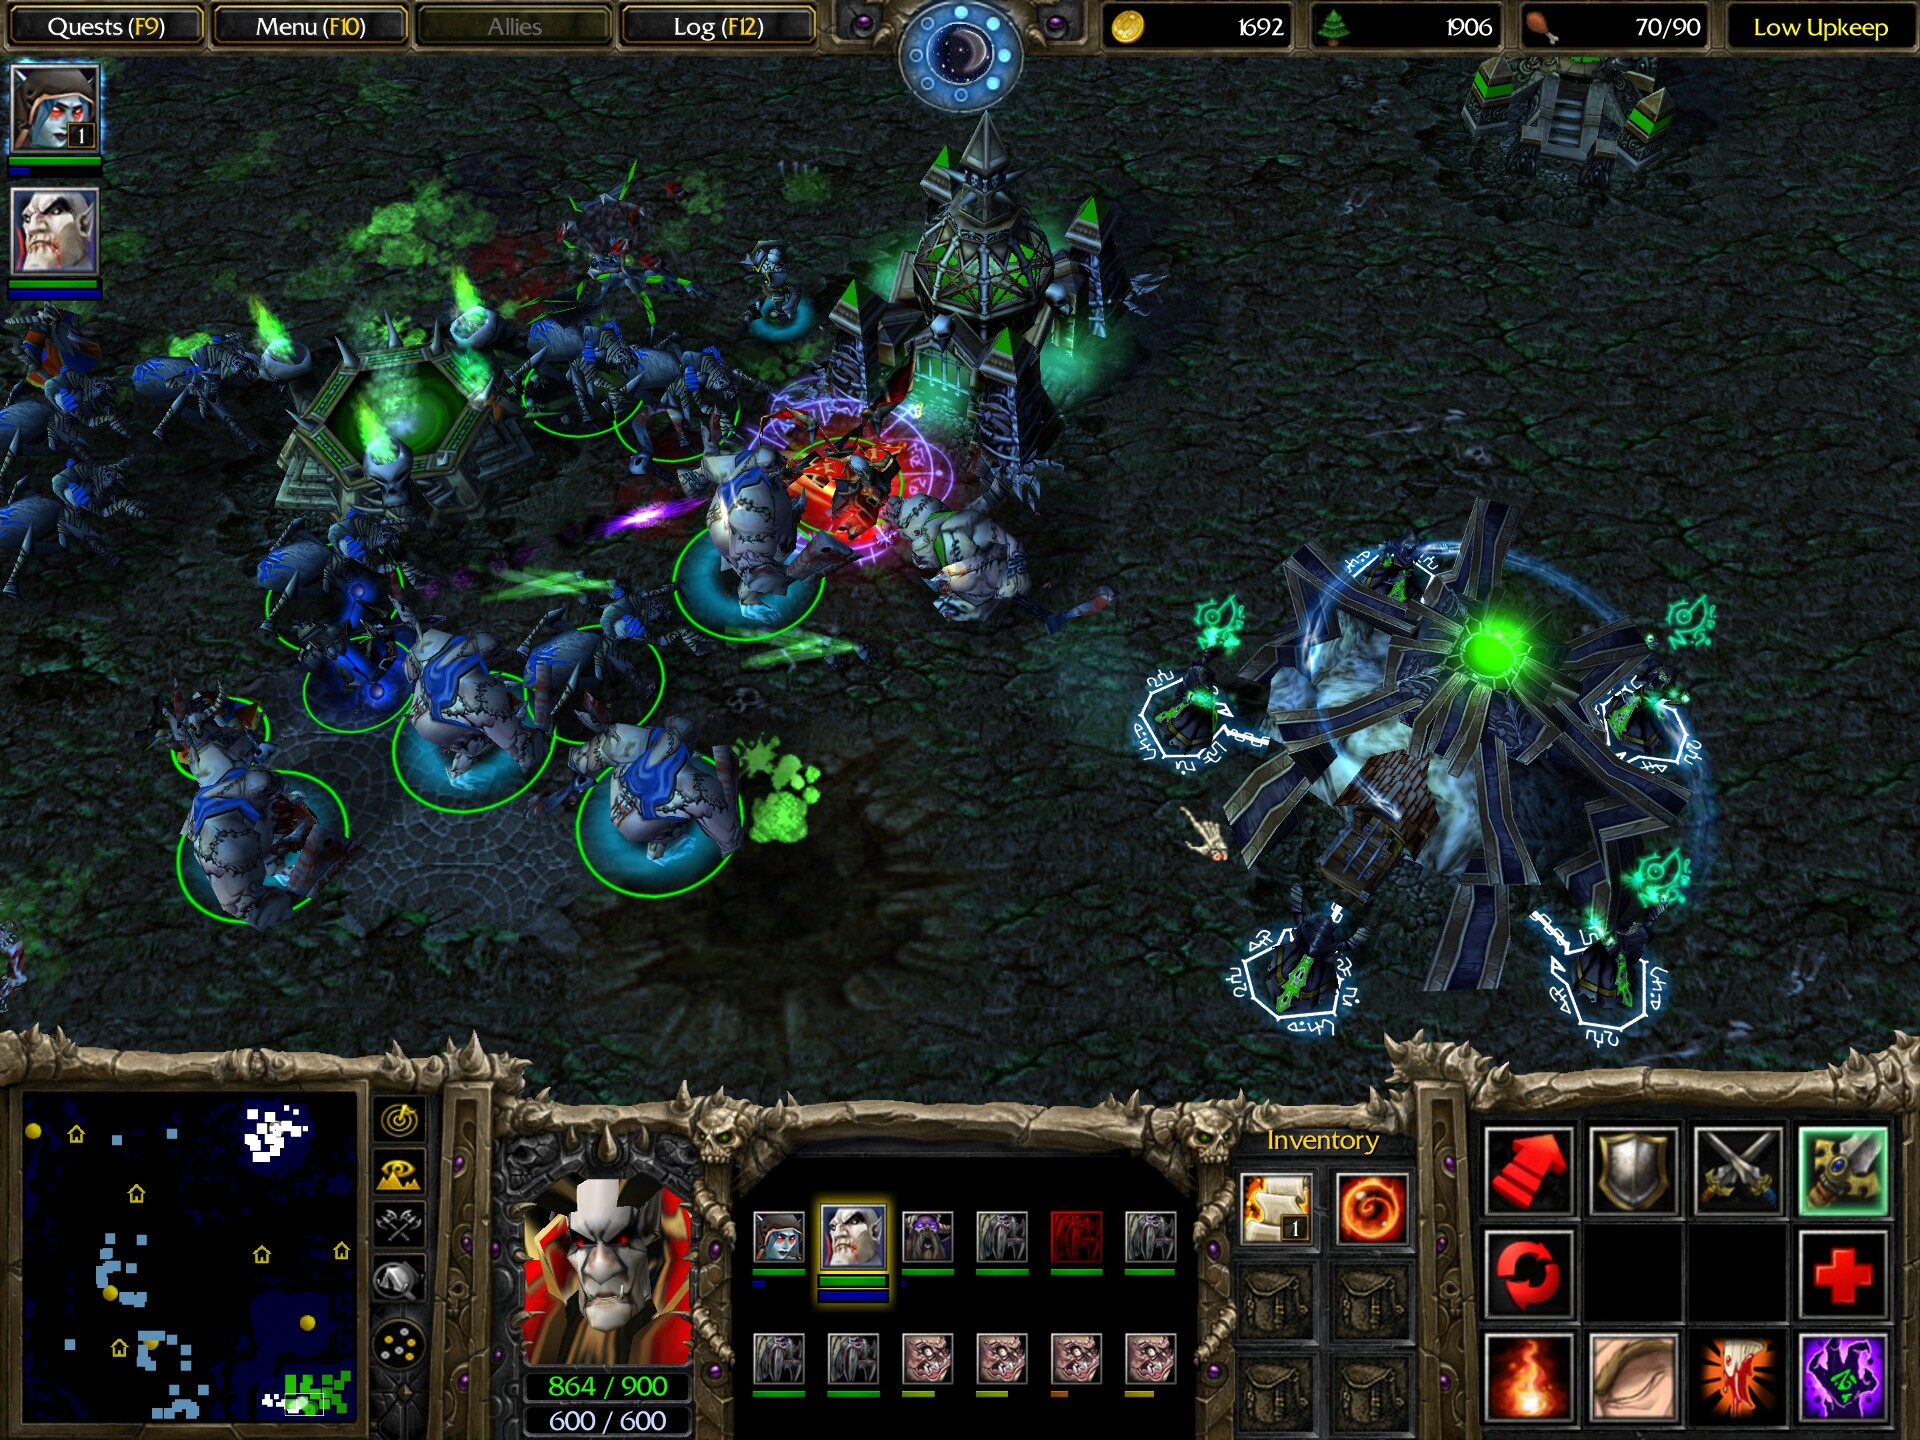 Quests (F9)
Menu (F10)
Allies
Log (F12)
1692
1906
70/90
Low Upkeep
1
Inventory
1
864 / 900
600 / 600